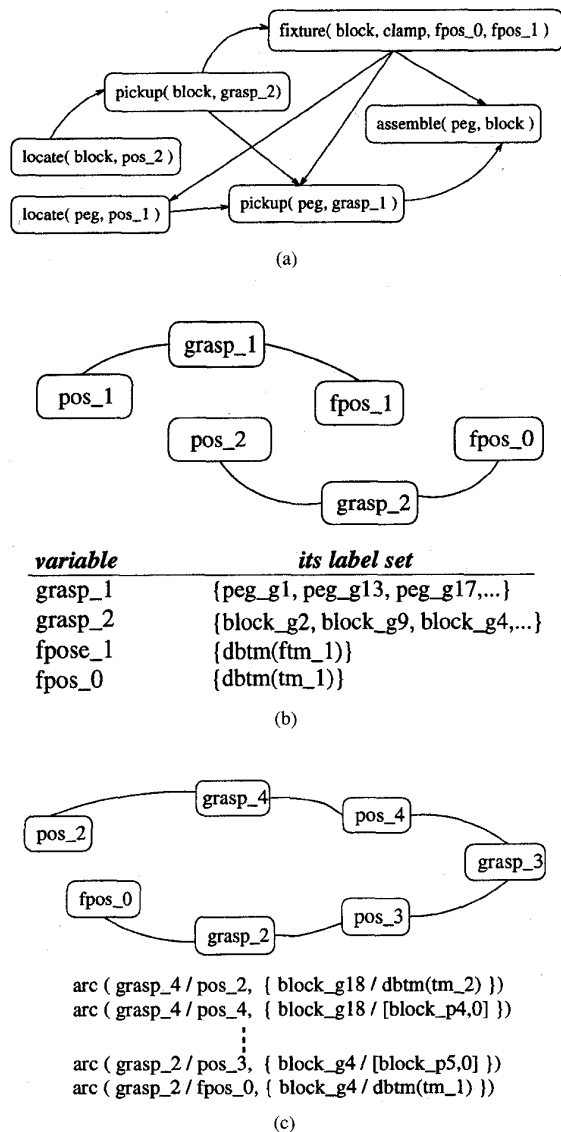 fixture( block, clamp, fpos_0, fpos_1 )
pickup( block, grasp_2)
assemble( peg, block )
locate( block, pos_2 )
locate( peg, pos_1 )
pickup( peg, grasp_1 )
(a)
grasp_1
pos_1
fpos_1
pos_2
fpos_0
grasp_2
variable its label set
grasp_1 {peg_g1, peg_g13, peg_g17,...}
grasp_2 {block_g2, block_g9, block_g4,...}
fpose_1 {dbtm(ftm_1)}
fpos_0 {dbtm(tm_1)}
(b)
grasp_4
pos_4
pos_2
grasp_3
fpos_0
pos_3
grasp_2
arc ( grasp_4 / pos_2, { block_g18 / dbtm(tm_2) })
arc ( grasp_4 / pos_4, { block_g18 / [block_p4,0] })
arc ( grasp_2 / pos_3, { block_g4 / [block_p5,0] })
arc ( grasp_2 / fpos_0, { block_g4 / dbtm(tm_1) })
(c)